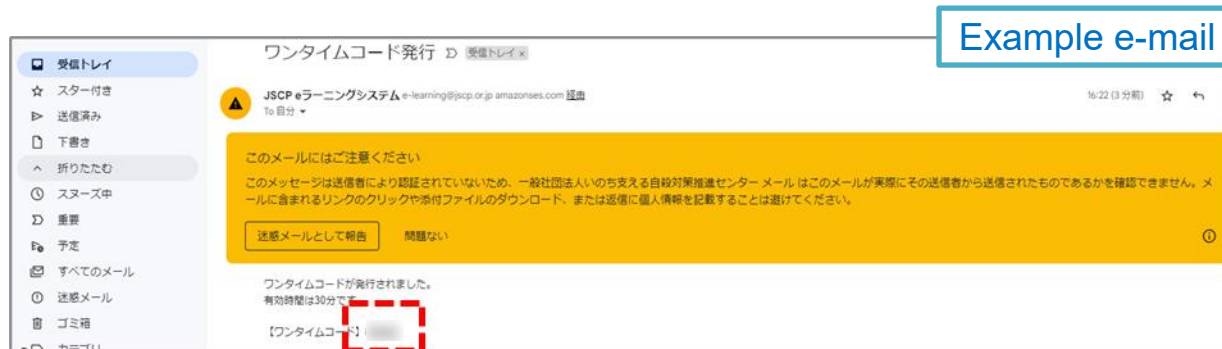 Example e-mail
受信トレイ
スター付き
送信済み
下書き
折りたたむ
スヌーズ中
重要
予定
すべてのメール
迷惑メール
ゴミ箱
カテゴリ
ワンタイムコード発行 受信トレイ ×
JSCP eラーニングシステム e-learning@jscp.or.jp amazonses.com 経由
16:22 (3 分前)
To 自分
このメールにはご注意ください
このメッセージは送信者により認証されていないため、一般社団法人いのち支える自殺対策推進センター メール はこのメールが実際にその送信者から送信されたものであるかを確認できません。メ
ールに含まれるリンクのクリックや添付ファイルのダウンロード、または返信に個人情報を記載することは避けてください。
迷惑メールとして報告
問題ない
ワンタイムコードが発行されました。
有効時間は30分です
【ワンタイムコード】